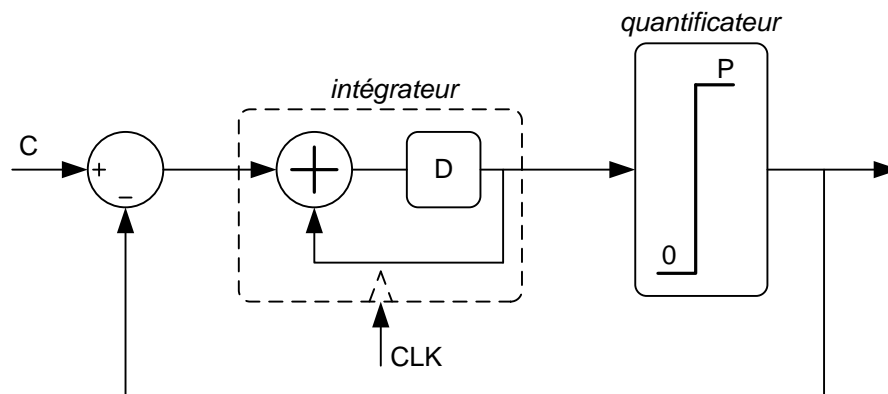 quantificateur
P
intégrateur
C
+
−
+
D
0
CLK